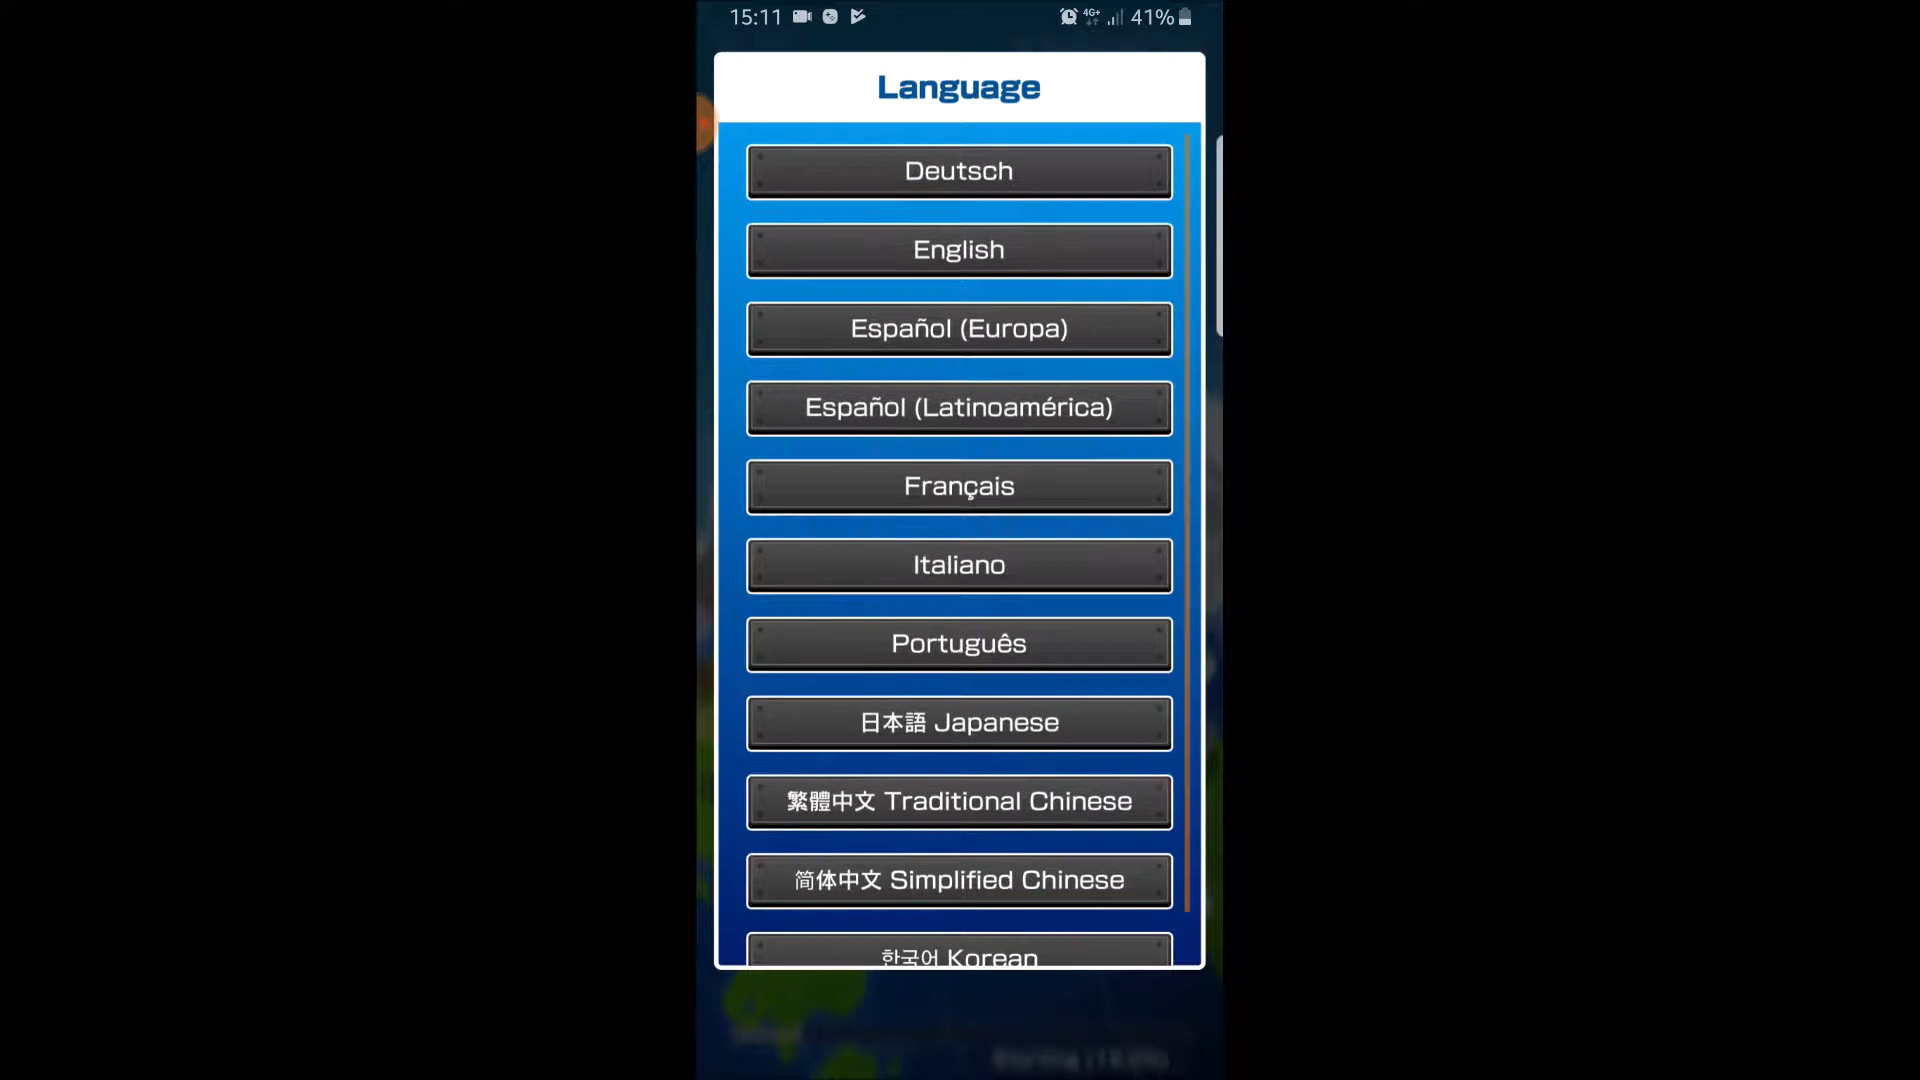 15:11
4G+ 41%
Language
Deutsch
English
Español (Europa)
Español (Latinoamérica)
Français
Italiano
Português
日本語 Japanese
繁體中文 Traditional Chinese
简体中文 Simplified Chinese
한국어 Korean